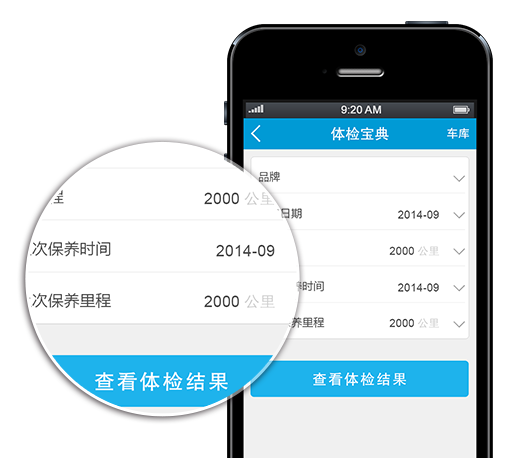 9:20 AM
体检宝典 车库
品牌
日期 2014-09
2000 公里
时间 2014-09
养里程 2000 公里
查看体检结果
里 2000 公里
次保养时间 2014-09
次保养里程 2000 公里
查看体检结果